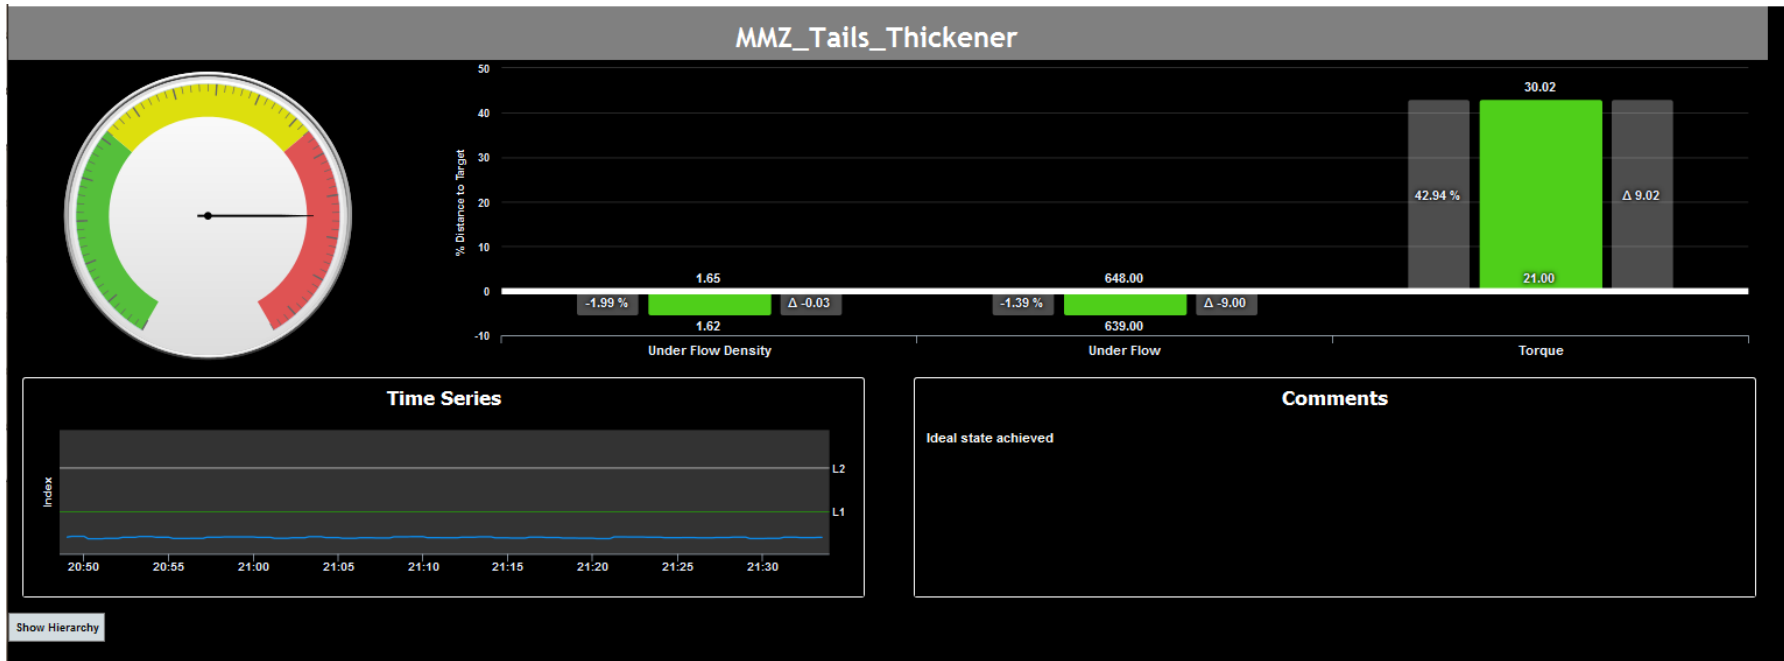 MMZ_Tails_Thickener
50
40
30
20
10
0
-10
% Distance to Target
1.65
-1.99 %
Δ -0.03
1.62
Under Flow Density
648.00
-1.39 %
Δ -9.00
639.00
Under Flow
30.02
42.94 %
Δ 9.02
21.00
Torque
Time Series
Index
L2
L1
20:50 20:55 21:00 21:05 21:10 21:15 21:20 21:25 21:30
Comments
Ideal state achieved
Show Hierarchy